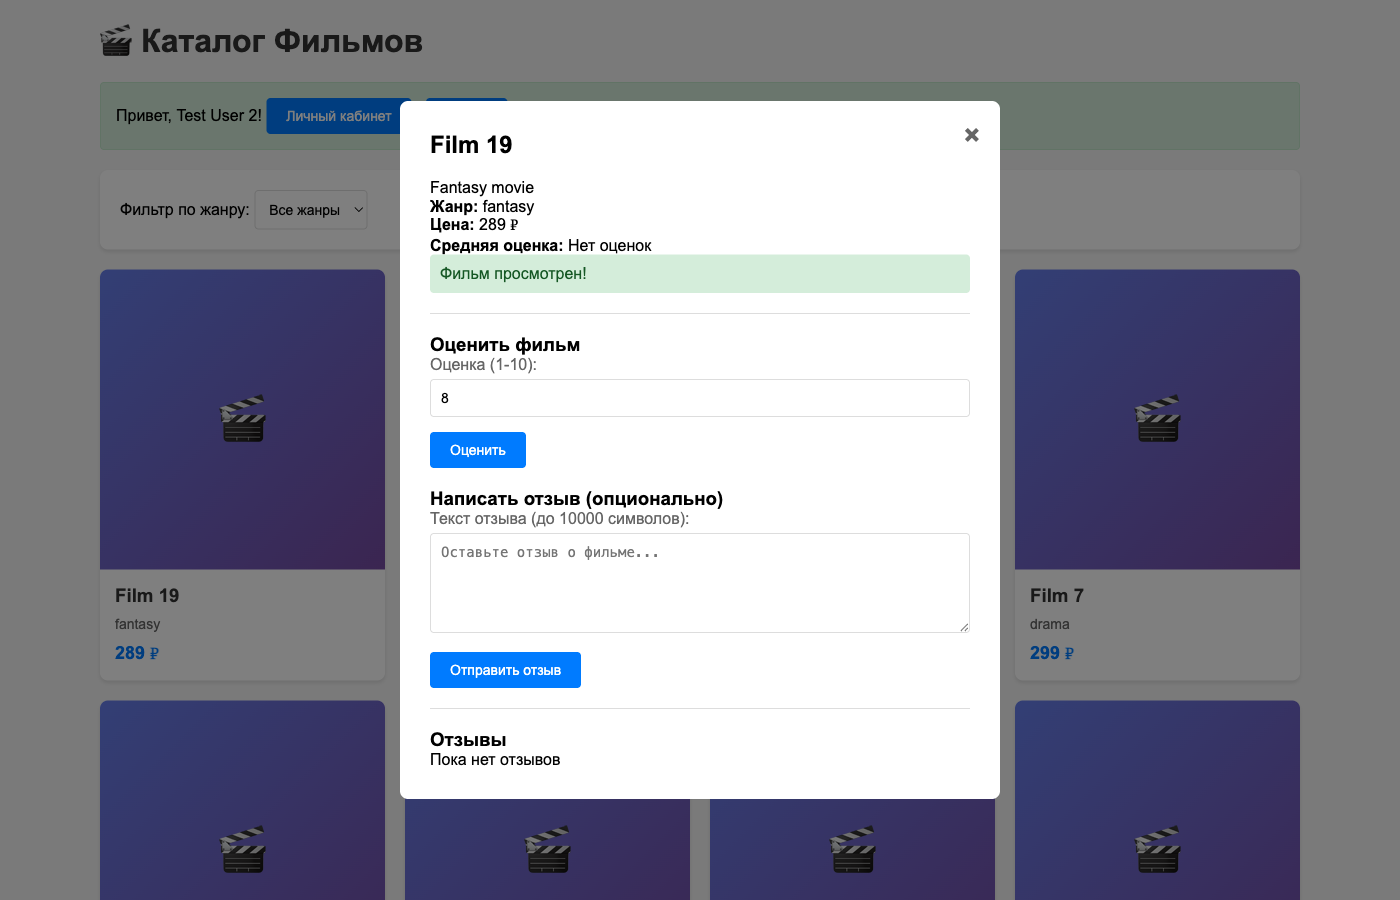 Каталог Фильмов
Привет, Test User 2! Личный кабинет
Фильтр по жанру: Все жанры
Film 19
Fantasy movie
Жанр: fantasy
Цена: 289 ₽
Средняя оценка: Нет оценок
Фильм просмотрен!
Оценить фильм
Оценка (1-10):
8
Оценить
Написать отзыв (опционально)
Текст отзыва (до 10000 символов):
Оставьте отзыв о фильме...
Отправить отзыв
Отзывы
Пока нет отзывов
Film 19
fantasy
289 ₽
Film 7
drama
299 ₽